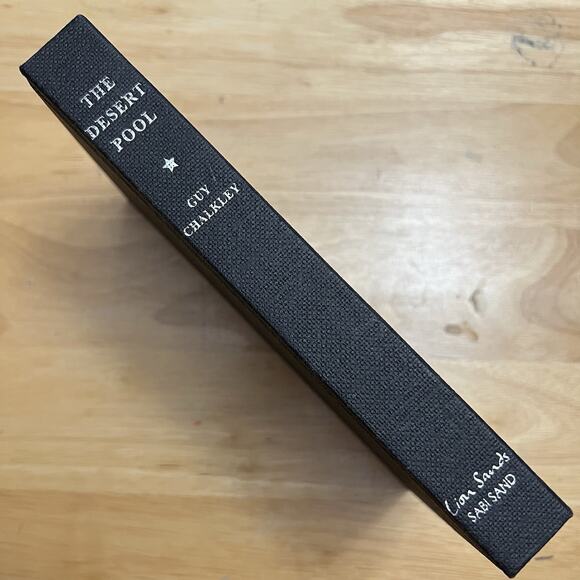 THE
DESERT
POOL
GUY
CHALKLEY
Lion Sands
SABI SAND